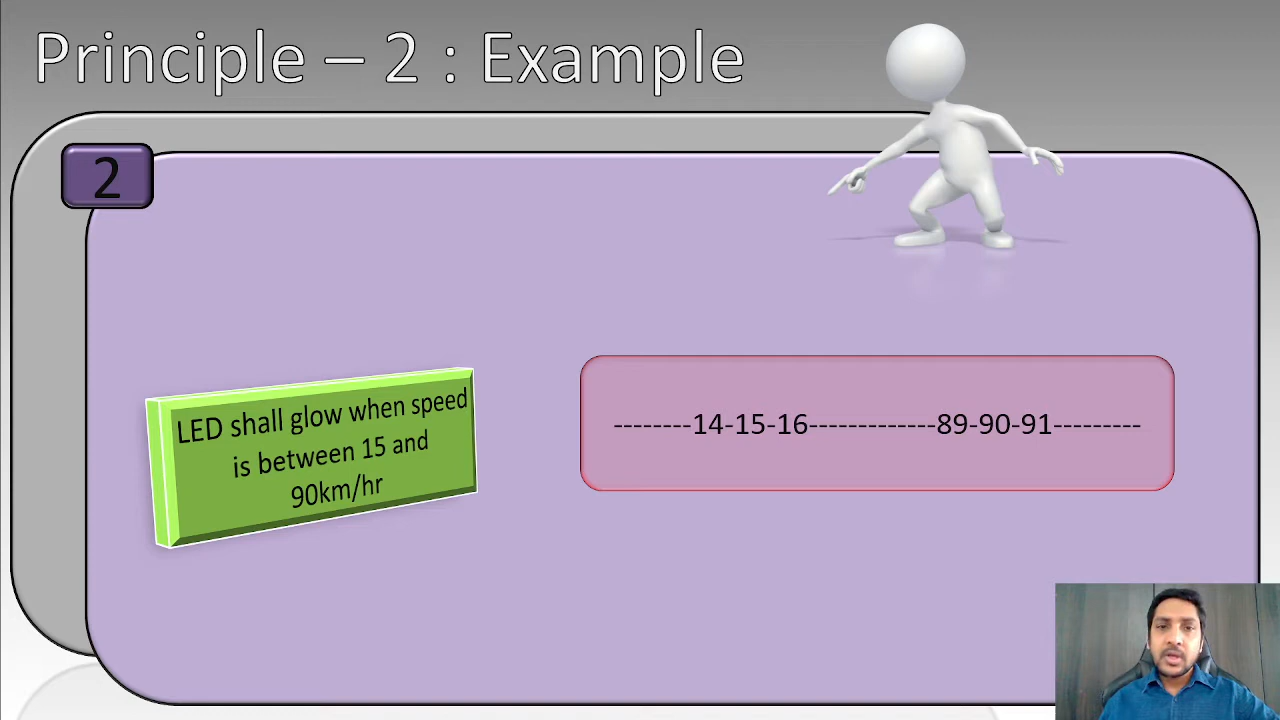 Principle – 2 : Example
2
LED shall glow when speed
is between 15 and
90km/hr
--------14-15-16-------------89-90-91---------